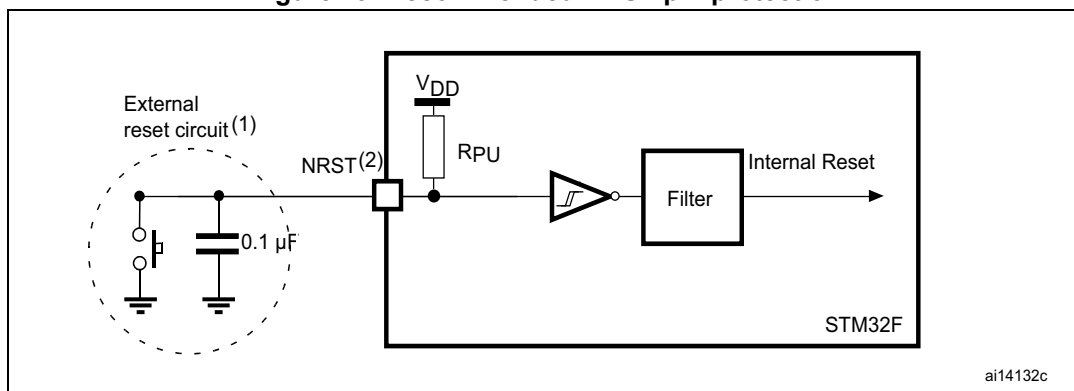 External
reset circuit(1)
VDD
RPU
NRST(2)
Internal Reset
Filter
0.1 µF
STM32F
ai14132c